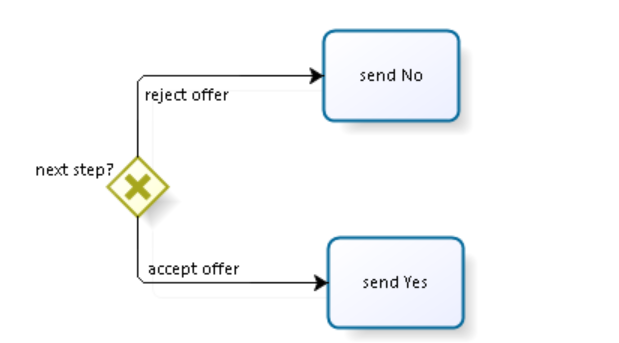 send No
reject offer
next step?
accept offer
send Yes